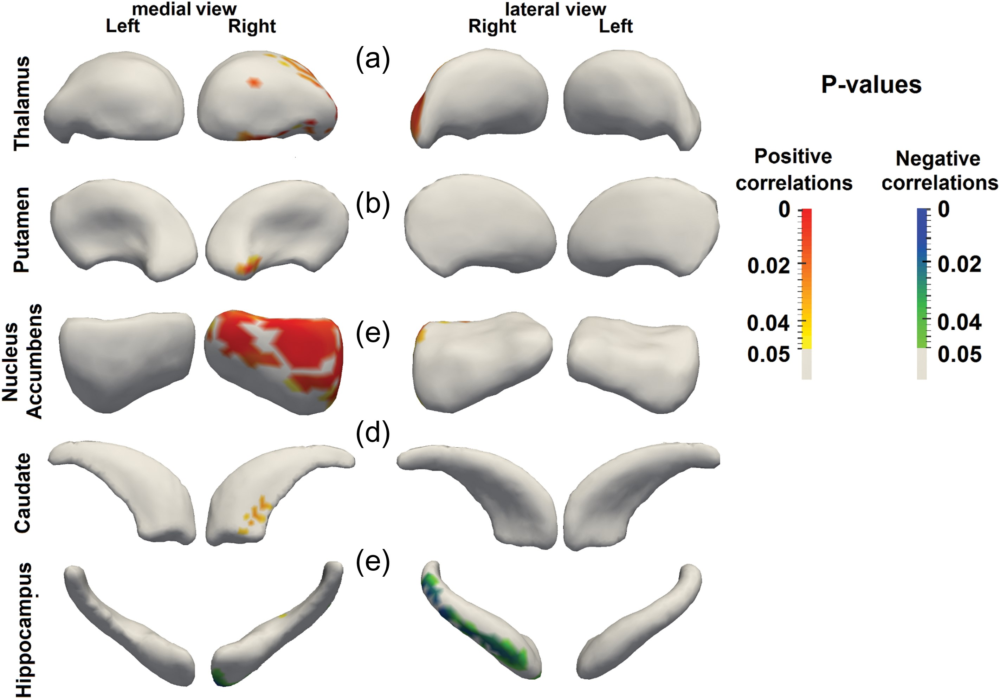 medial view
Left Right
lateral view
Right Left
Thalamus
(a)
P-values
Putamen
(b)
Positive
correlations
0
0.02
0.04
0.05
Negative
correlations
0
0.02
0.04
0.05
Nucleus
Accumbens
(e)
Caudate
(d)
Hippocampus
(e)